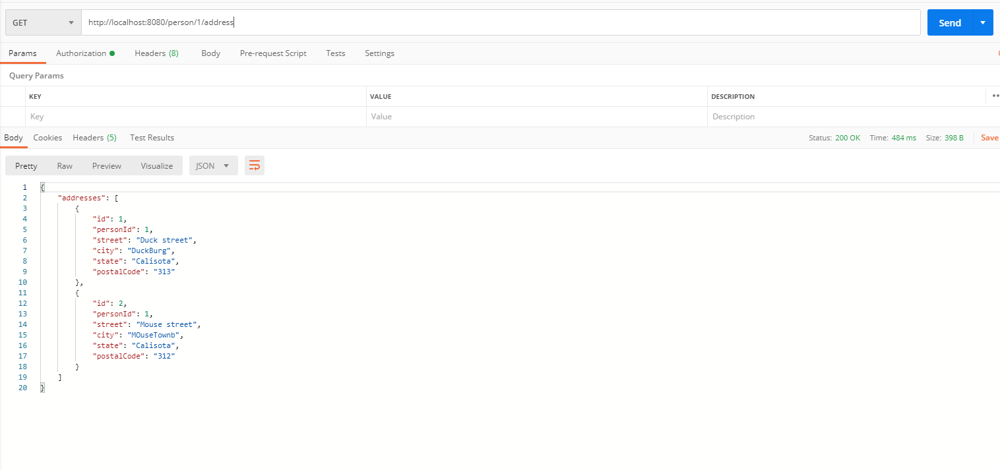 GET http://localhost:8080/person/1/address Send
Params Authorization Headers (8) Body Pre-request Script Tests Settings
Query Params
KEY VALUE DESCRIPTION
Key Value Description
Body Cookies Headers (5) Test Results Status: 200 OK Time: 484 ms Size: 398 B Save
Pretty Raw Preview Visualize JSON
1 {
2 "addresses": [
3 {
4 "id": 1,
5 "personId": 1,
6 "street": "Duck street",
7 "city": "DuckBurg",
8 "state": "Calisota",
9 "postalCode": "313"
10 },
11 {
12 "id": 2,
13 "personId": 1,
14 "street": "Mouse street",
15 "city": "MOuseTownb",
16 "state": "Calisota",
17 "postalCode": "312"
18 }
19 ]
20 }